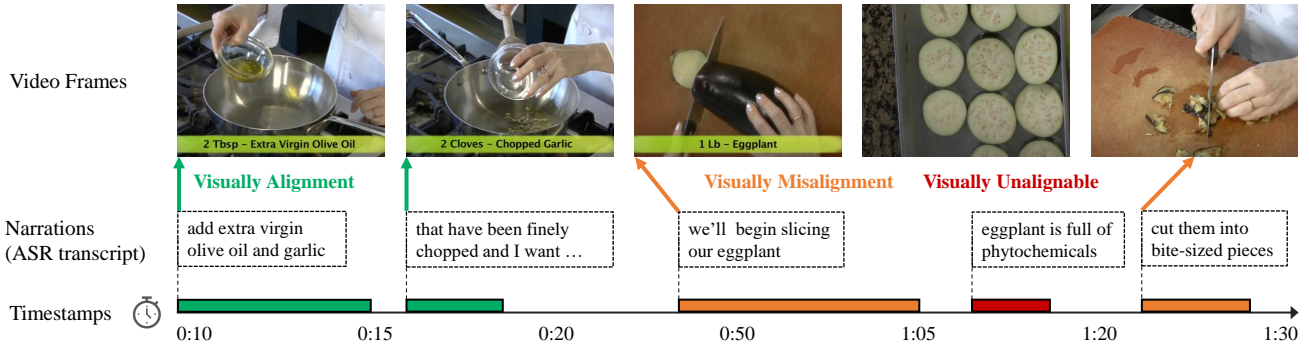 Video Frames
2 Tbsp – Extra Virgin Olive Oil
2 Cloves – Chopped Garlic
1 Lb – Eggplant
Visually Alignment
Visually Misalignment
Visually Unalignable
Narrations
(ASR transcript)
add extra virgin
olive oil and garlic
that have been finely
chopped and I want …
we’ll begin slicing
our eggplant
eggplant is full of
phytochemicals
cut them into
bite-sized pieces
Timestamps
0:10
0:15
0:20
0:50
1:05
1:20
1:30